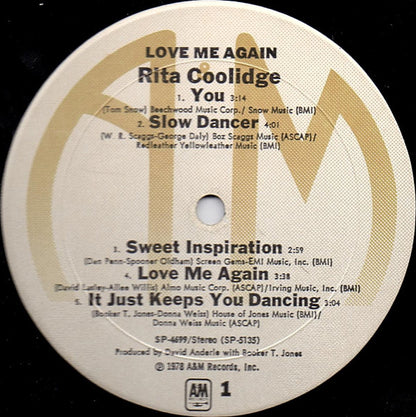 LOVE ME AGAIN
Rita Coolidge
1. You 3:14
(Tom Snow) Beechwood Music Corp./ Snow Music (BMI)
2. Slow Dancer 4:01
(W. R. Scaggs-George Daly) Boz Scaggs Music (ASCAP)/
Redleather Yellowleather Music (BMI)
3. Sweet Inspiration 2:59
(Dan Penn-Spooner Oldham) Screen Gems-EMI Music, Inc. (BMI)
4. Love Me Again 3:38
(David Lasley-Allee Willis) Almo Music Corp. (ASCAP)/Irving Music, Inc. (BMI)
5. It Just Keeps You Dancing 3:04
(Booker T. Jones-Donna Weiss) House of Jones Music (BMI)/
Donna Weiss Music (ASCAP)
SP-4699/Stereo (SP-5135)
Produced by David Anderle with Booker T. Jones
℗ 1978 A&M Records, Inc.
A&M
RECORDS
1